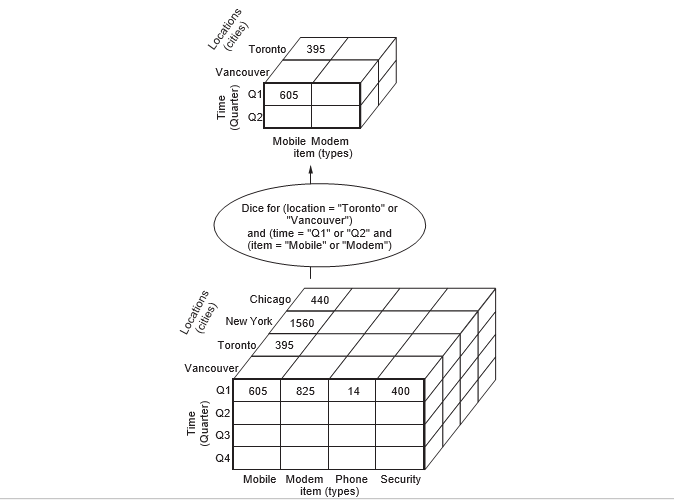 Locations
(cities)
Toronto 395
Vancouver
Time
(Quarter)
Q1 605
Q2
Mobile Modem
item (types)
Dice for (location = "Toronto" or
"Vancouver")
and (time = "Q1" or "Q2" and
(item = "Mobile" or "Modem")
Locations
(cities)
Chicago 440
New York 1560
Toronto 395
Vancouver
Time
(Quarter)
Q1 605 825 14 400
Q2
Q3
Q4
Mobile Modem Phone Security
item (types)